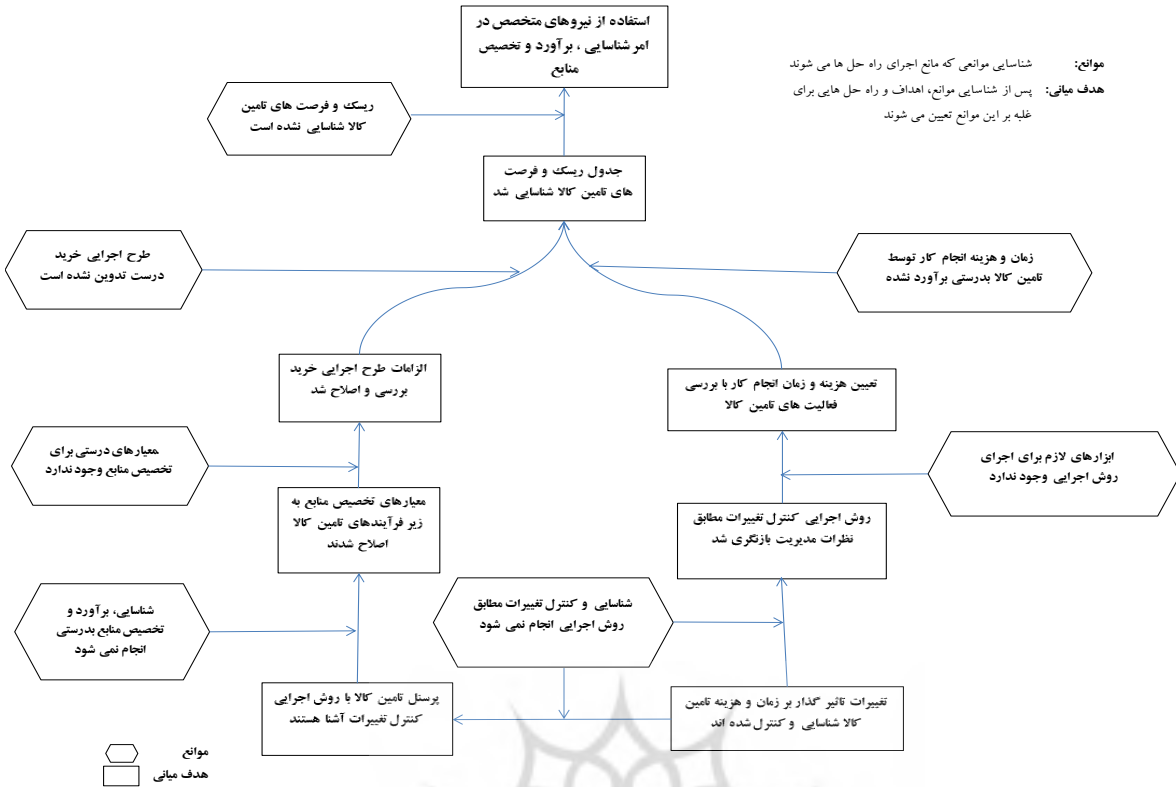 استفاده از نیروهای متخصص در
امر شناسایی ، برآورد و تخصیص
منابع
موانع: شناسایی موانعی که مانع اجرای راه حل ها می شوند
هدف میانی: پس از شناسایی موانع، اهداف و راه حل هایی برای
غلبه بر این موانع تعیین می شوند
ریسک و فرصت های تامین
کالا شناسایی نشده است
جدول ریسک و فرصت
های تامین کالا شناسایی شد
زمان و هزینه انجام کار توسط
تامین کالا بدرستی برآورد نشده
طرح اجرایی خرید
درست تدوین نشده است
تعیین هزینه و زمان انجام کار با بررسی
فعالیت های تامین کالا
الزامات طرح اجرایی خرید
بررسی و اصلاح شد
ابزارهای لازم برای اجرای
روش اجرایی وجود ندارد
معیارهای درستی برای
تخصیص منابع وجود ندارد
روش اجرایی کنترل تغییرات مطابق
نظرات مدیریت بازنگری شد
معیارهای تخصیص منابع به
زیر فرآیندهای تامین کالا
اصلاح شدند
شناسایی و کنترل تغییرات مطابق
روش اجرایی انجام نمی شود
شناسایی، برآورد و
تخصیص منابع بدرستی
انجام نمی شود
تغییرات تاثیر گذار بر زمان و هزینه تامین
کالا شناسایی و کنترل شده اند
پرسنل تامین کالا با روش اجرایی
کنترل تغییرات آشنا هستند
موانع
هدف میانی